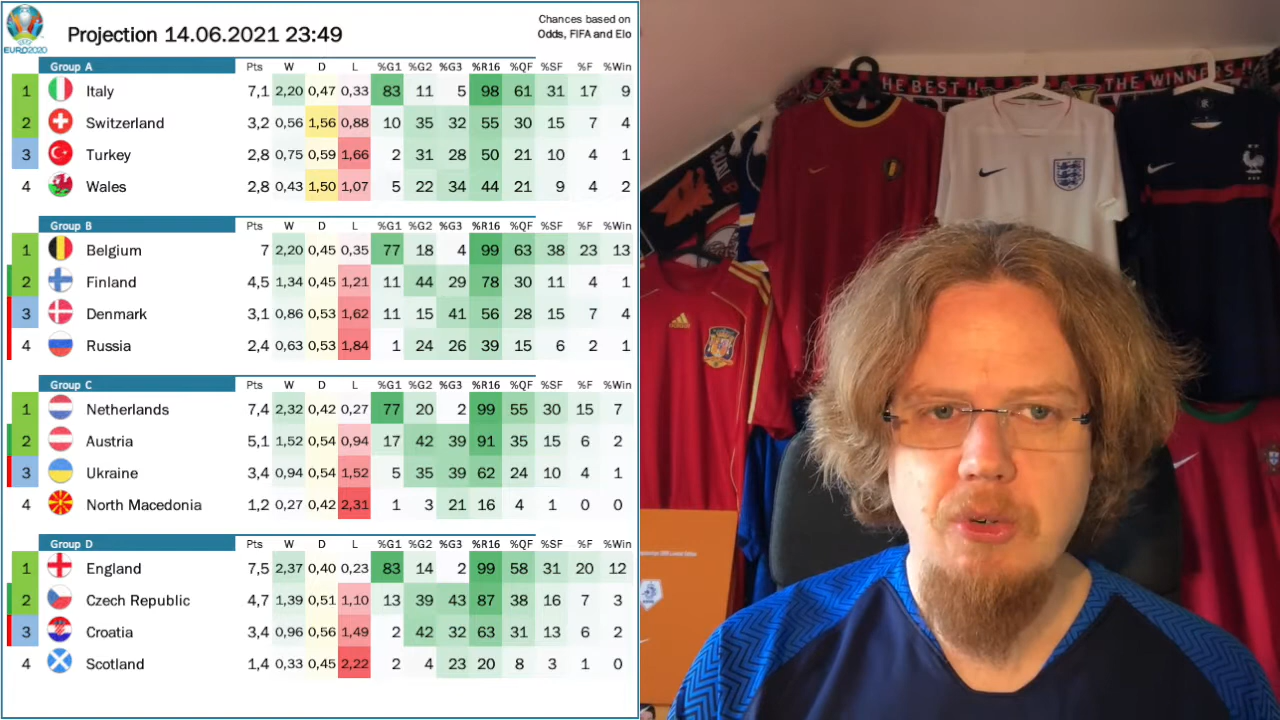 Projection 14.06.2021 23:49
Chances based on
Odds, FIFA and Elo
EURO2020
Group A Pts W D L %G1 %G2 %G3 %R16 %QF %SF %F %Win
1 Italy 7,1 2,20 0,47 0,33 83 11 5 98 61 31 17 9
2 Switzerland 3,2 0,56 1,56 0,88 10 35 32 55 30 15 7 4
3 Turkey 2,8 0,75 0,59 1,66 2 31 28 50 21 10 4 1
4 Wales 2,8 0,43 1,50 1,07 5 22 34 44 21 9 4 2
Group B Pts W D L %G1 %G2 %G3 %R16 %QF %SF %F %Win
1 Belgium 7 2,20 0,45 0,35 77 18 4 99 63 38 23 13
2 Finland 4,5 1,34 0,45 1,21 11 44 29 78 30 11 4 1
3 Denmark 3,1 0,86 0,53 1,62 11 15 41 56 28 15 7 4
4 Russia 2,4 0,63 0,53 1,84 1 24 26 39 15 6 2 1
Group C Pts W D L %G1 %G2 %G3 %R16 %QF %SF %F %Win
1 Netherlands 7,4 2,32 0,42 0,27 77 20 2 99 55 30 15 7
2 Austria 5,1 1,52 0,54 0,94 17 42 39 91 35 15 6 2
3 Ukraine 3,4 0,94 0,54 1,52 5 35 39 62 24 10 4 1
4 North Macedonia 1,2 0,27 0,42 2,31 1 3 21 16 4 1 0 0
Group D Pts W D L %G1 %G2 %G3 %R16 %QF %SF %F %Win
1 England 7,5 2,37 0,40 0,23 83 14 2 99 58 31 20 12
2 Czech Republic 4,7 1,39 0,51 1,10 13 39 43 87 38 16 7 3
3 Croatia 3,4 0,96 0,56 1,49 2 42 32 63 31 13 6 2
4 Scotland 1,4 0,33 0,45 2,22 2 4 23 20 8 3 1 0
THE BEST !!
THE WINNERS